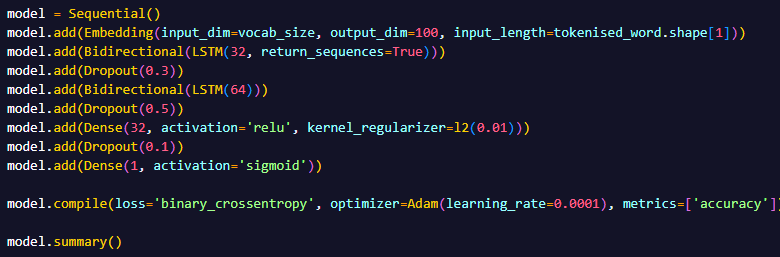 model = Sequential()
model.add(Embedding(input_dim=vocab_size, output_dim=100, input_length=tokenised_word.shape[1]))
model.add(Bidirectional(LSTM(32, return_sequences=True)))
model.add(Dropout(0.3))
model.add(Bidirectional(LSTM(64)))
model.add(Dropout(0.5))
model.add(Dense(32, activation='relu', kernel_regularizer=l2(0.01)))
model.add(Dropout(0.1))
model.add(Dense(1, activation='sigmoid'))
model.compile(loss='binary_crossentropy', optimizer=Adam(learning_rate=0.0001), metrics=['accuracy'])
model.summary()